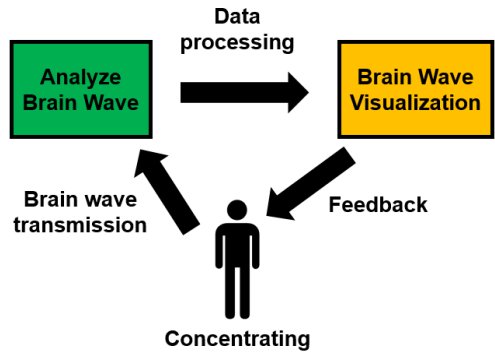 Data
processing
Analyze
Brain Wave
Brain Wave
Visualization
Brain wave
transmission
Feedback
Concentrating